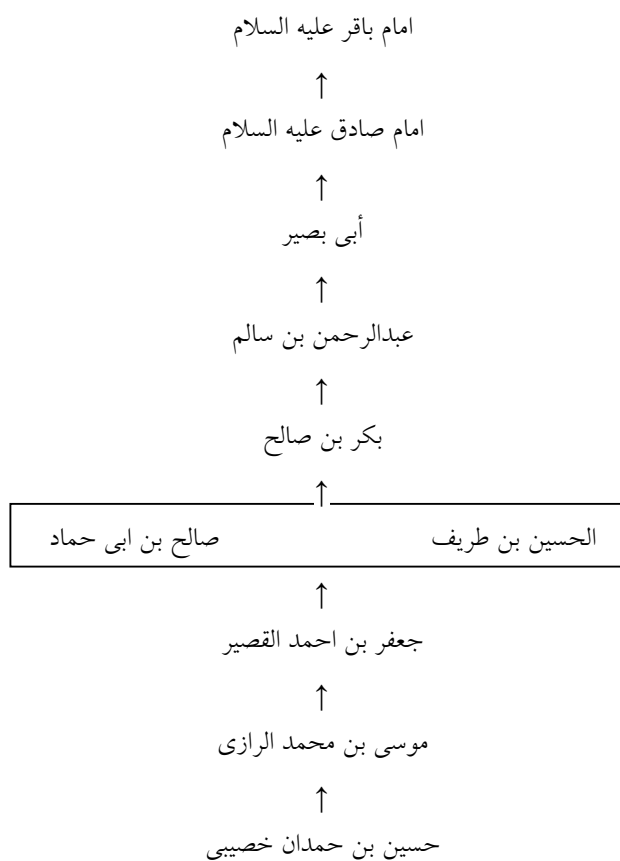 امام باقر علیه السلام
↑
امام صادق علیه السلام
↑
أبی بصیر
↑
عبدالرحمن بن سالم
↑
بکر بن صالح
↑
الحسین بن طریف صالح بن ابی حماد
↑
جعفر بن احمد القصیر
↑
موسی بن محمد الرازی
↑
حسین بن حمدان خصیبی